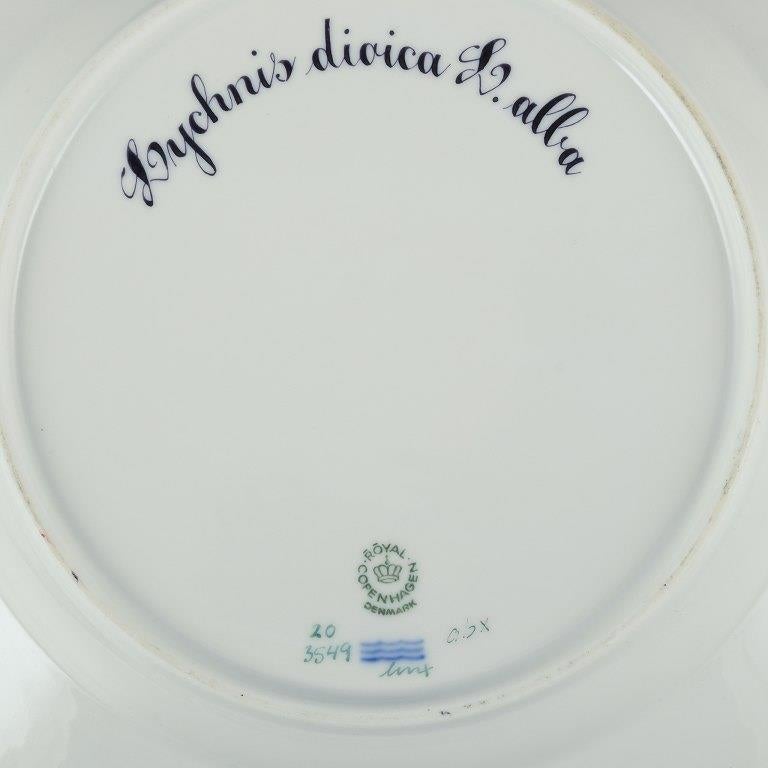 Lychnis dioica L. alba
ROYAL
COPENHAGEN
DENMARK
20
3549